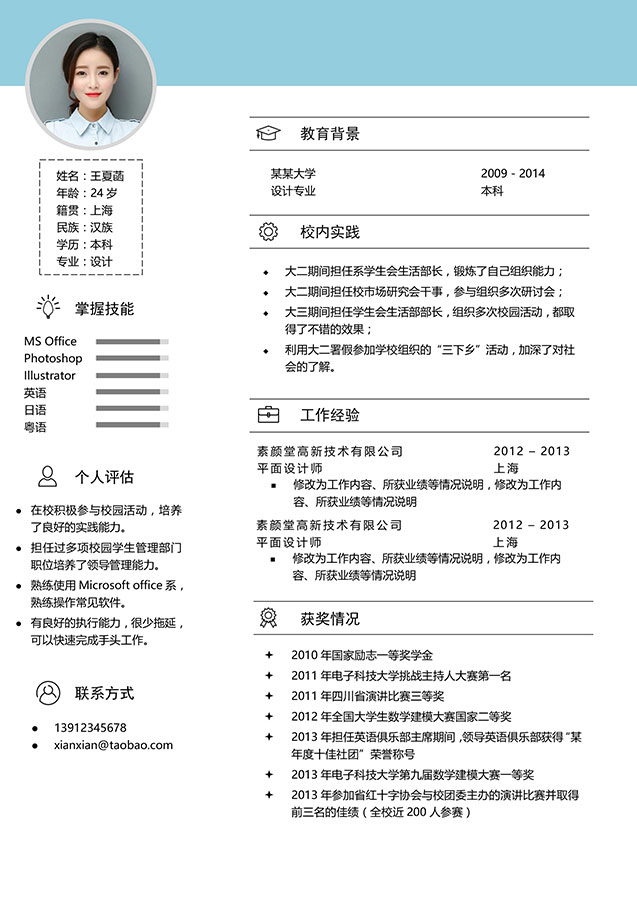 姓名：王夏菡
年龄：24 岁
籍贯：上海
民族：汉族
学历：本科
专业：设计
掌握技能
MS Office
Photoshop
Illustrator
英语
日语
粤语
个人评估
在校积极参与校园活动，培养
了良好的实践能力。
担任过多项校园学生管理部门
职位培养了领导管理能力。
熟练使用 Microsoft office 系，
熟练操作常见软件。
有良好的执行能力，很少拖延，
可以快速完成手头工作。
联系方式
13912345678
xianxian@taobao.com
教育背景
某某大学 2009 - 2014
设计专业 本科
校内实践
大二期间担任系学生会生活部长，锻炼了自己组织能力；
大二期间担任校市场研究会干事，参与组织多次研讨会；
大三期间担任学生会生活部部长，组织多次校园活动，都取
得了不错的效果；
利用大二署假参加学校组织的“三下乡”活动，加深了对社
会的了解。
工作经验
素颜堂高新技术有限公司 2012 – 2013
平面设计师 上海
修改为工作内容、所获业绩等情况说明，修改为工作内
容、所获业绩等情况说明
素颜堂高新技术有限公司 2012 – 2013
平面设计师 上海
修改为工作内容、所获业绩等情况说明，修改为工作内
容、所获业绩等情况说明
获奖情况
2010 年国家励志一等奖学金
2011 年电子科技大学挑战主持人大赛第一名
2011 年四川省演讲比赛三等奖
2012 年全国大学生数学建模大赛国家二等奖
2013 年担任英语俱乐部主席期间，领导英语俱乐部获得“某
年度十佳社团”荣誉称号
2013 年电子科技大学第九届数学建模大赛一等奖
2013 年参加省红十字协会与校团委主办的演讲比赛并取得
前三名的佳绩（全校近 200 人参赛）